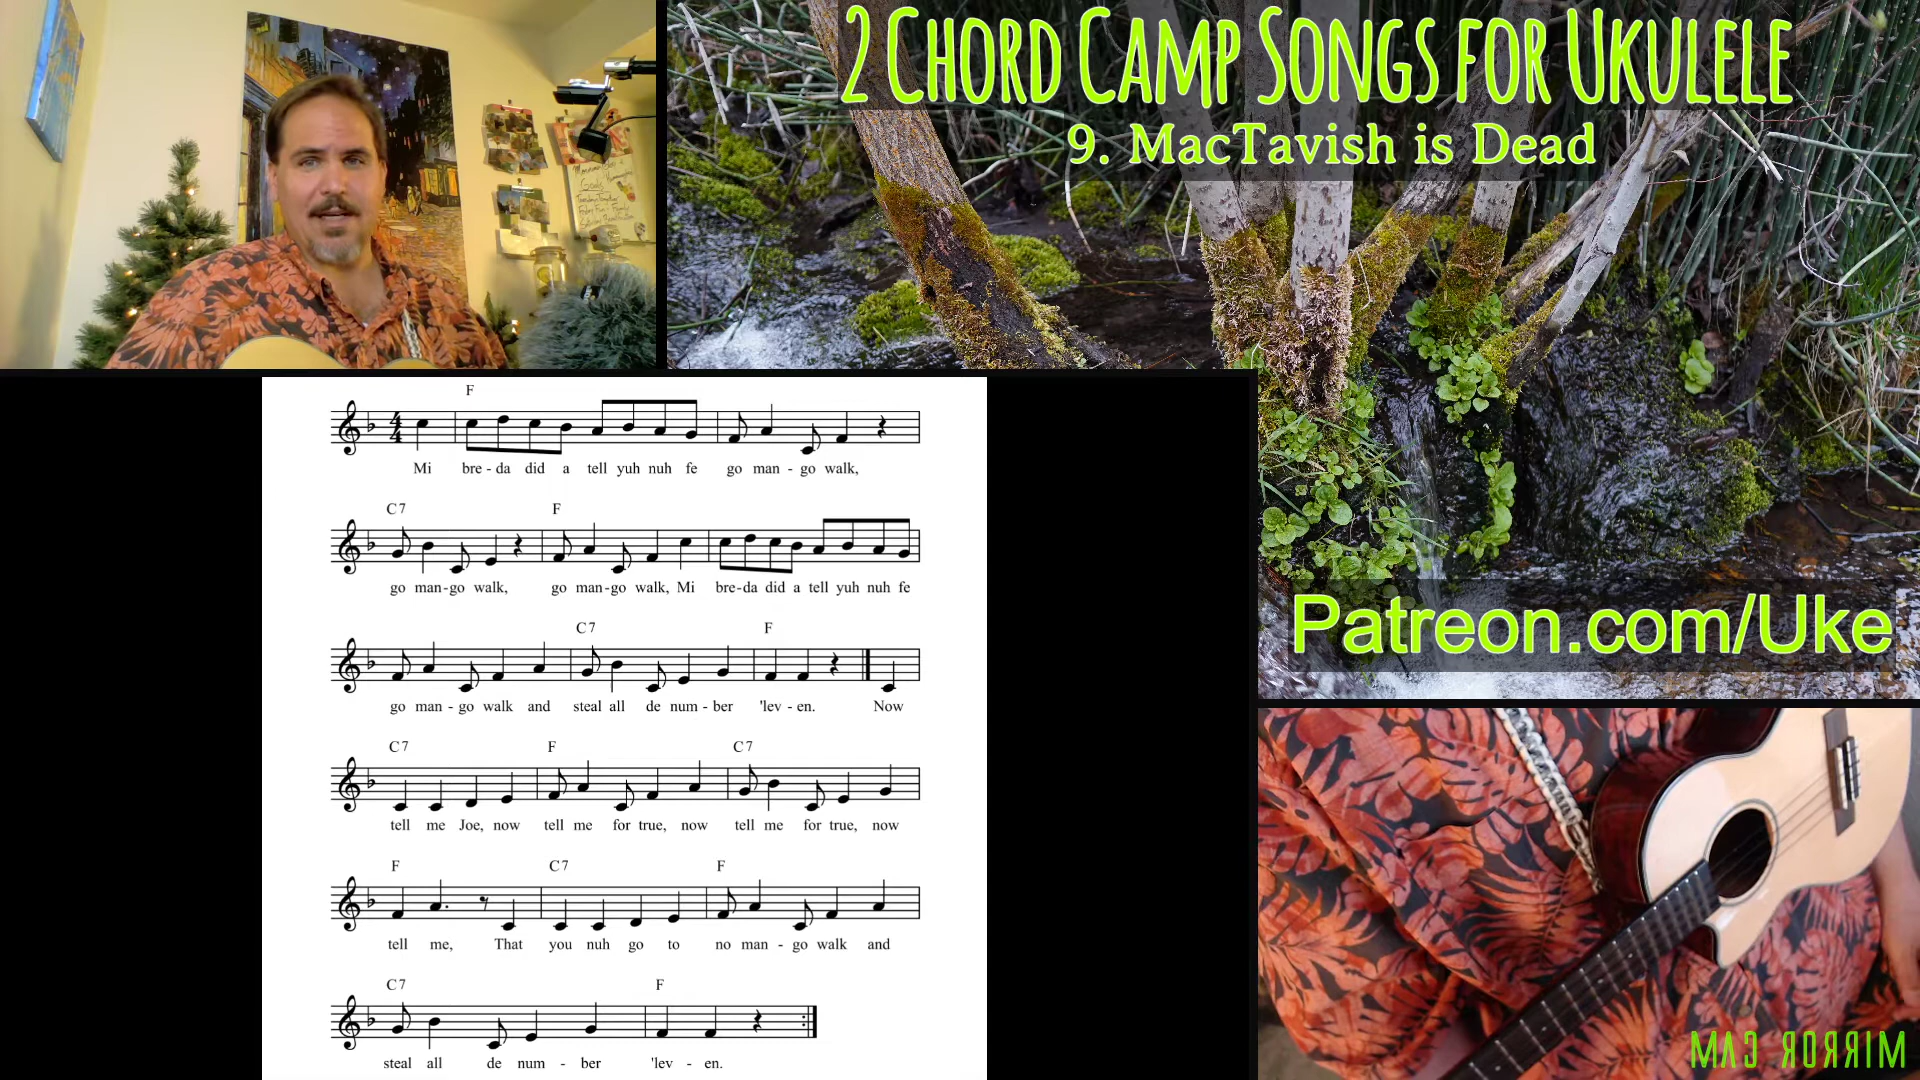 2 CHORD CAMP SONGS FOR UKULELE
9. MacTavish is Dead
F
Mi bre - da did a tell yuh nuh fe go man - go walk,
C7 F
go man - go walk, go man - go walk, Mi bre - da did a tell yuh nuh fe
C7 F
go man - go walk and steal all de num - ber 'lev - en. Now
C7 F C7
tell me Joe, now tell me for true, now tell me for true, now
F C7 F
tell me, That you nuh go to no man - go walk and
C7 F
steal all de num - ber 'lev - en.
Patreon.com/Uke
MIRROR CAM